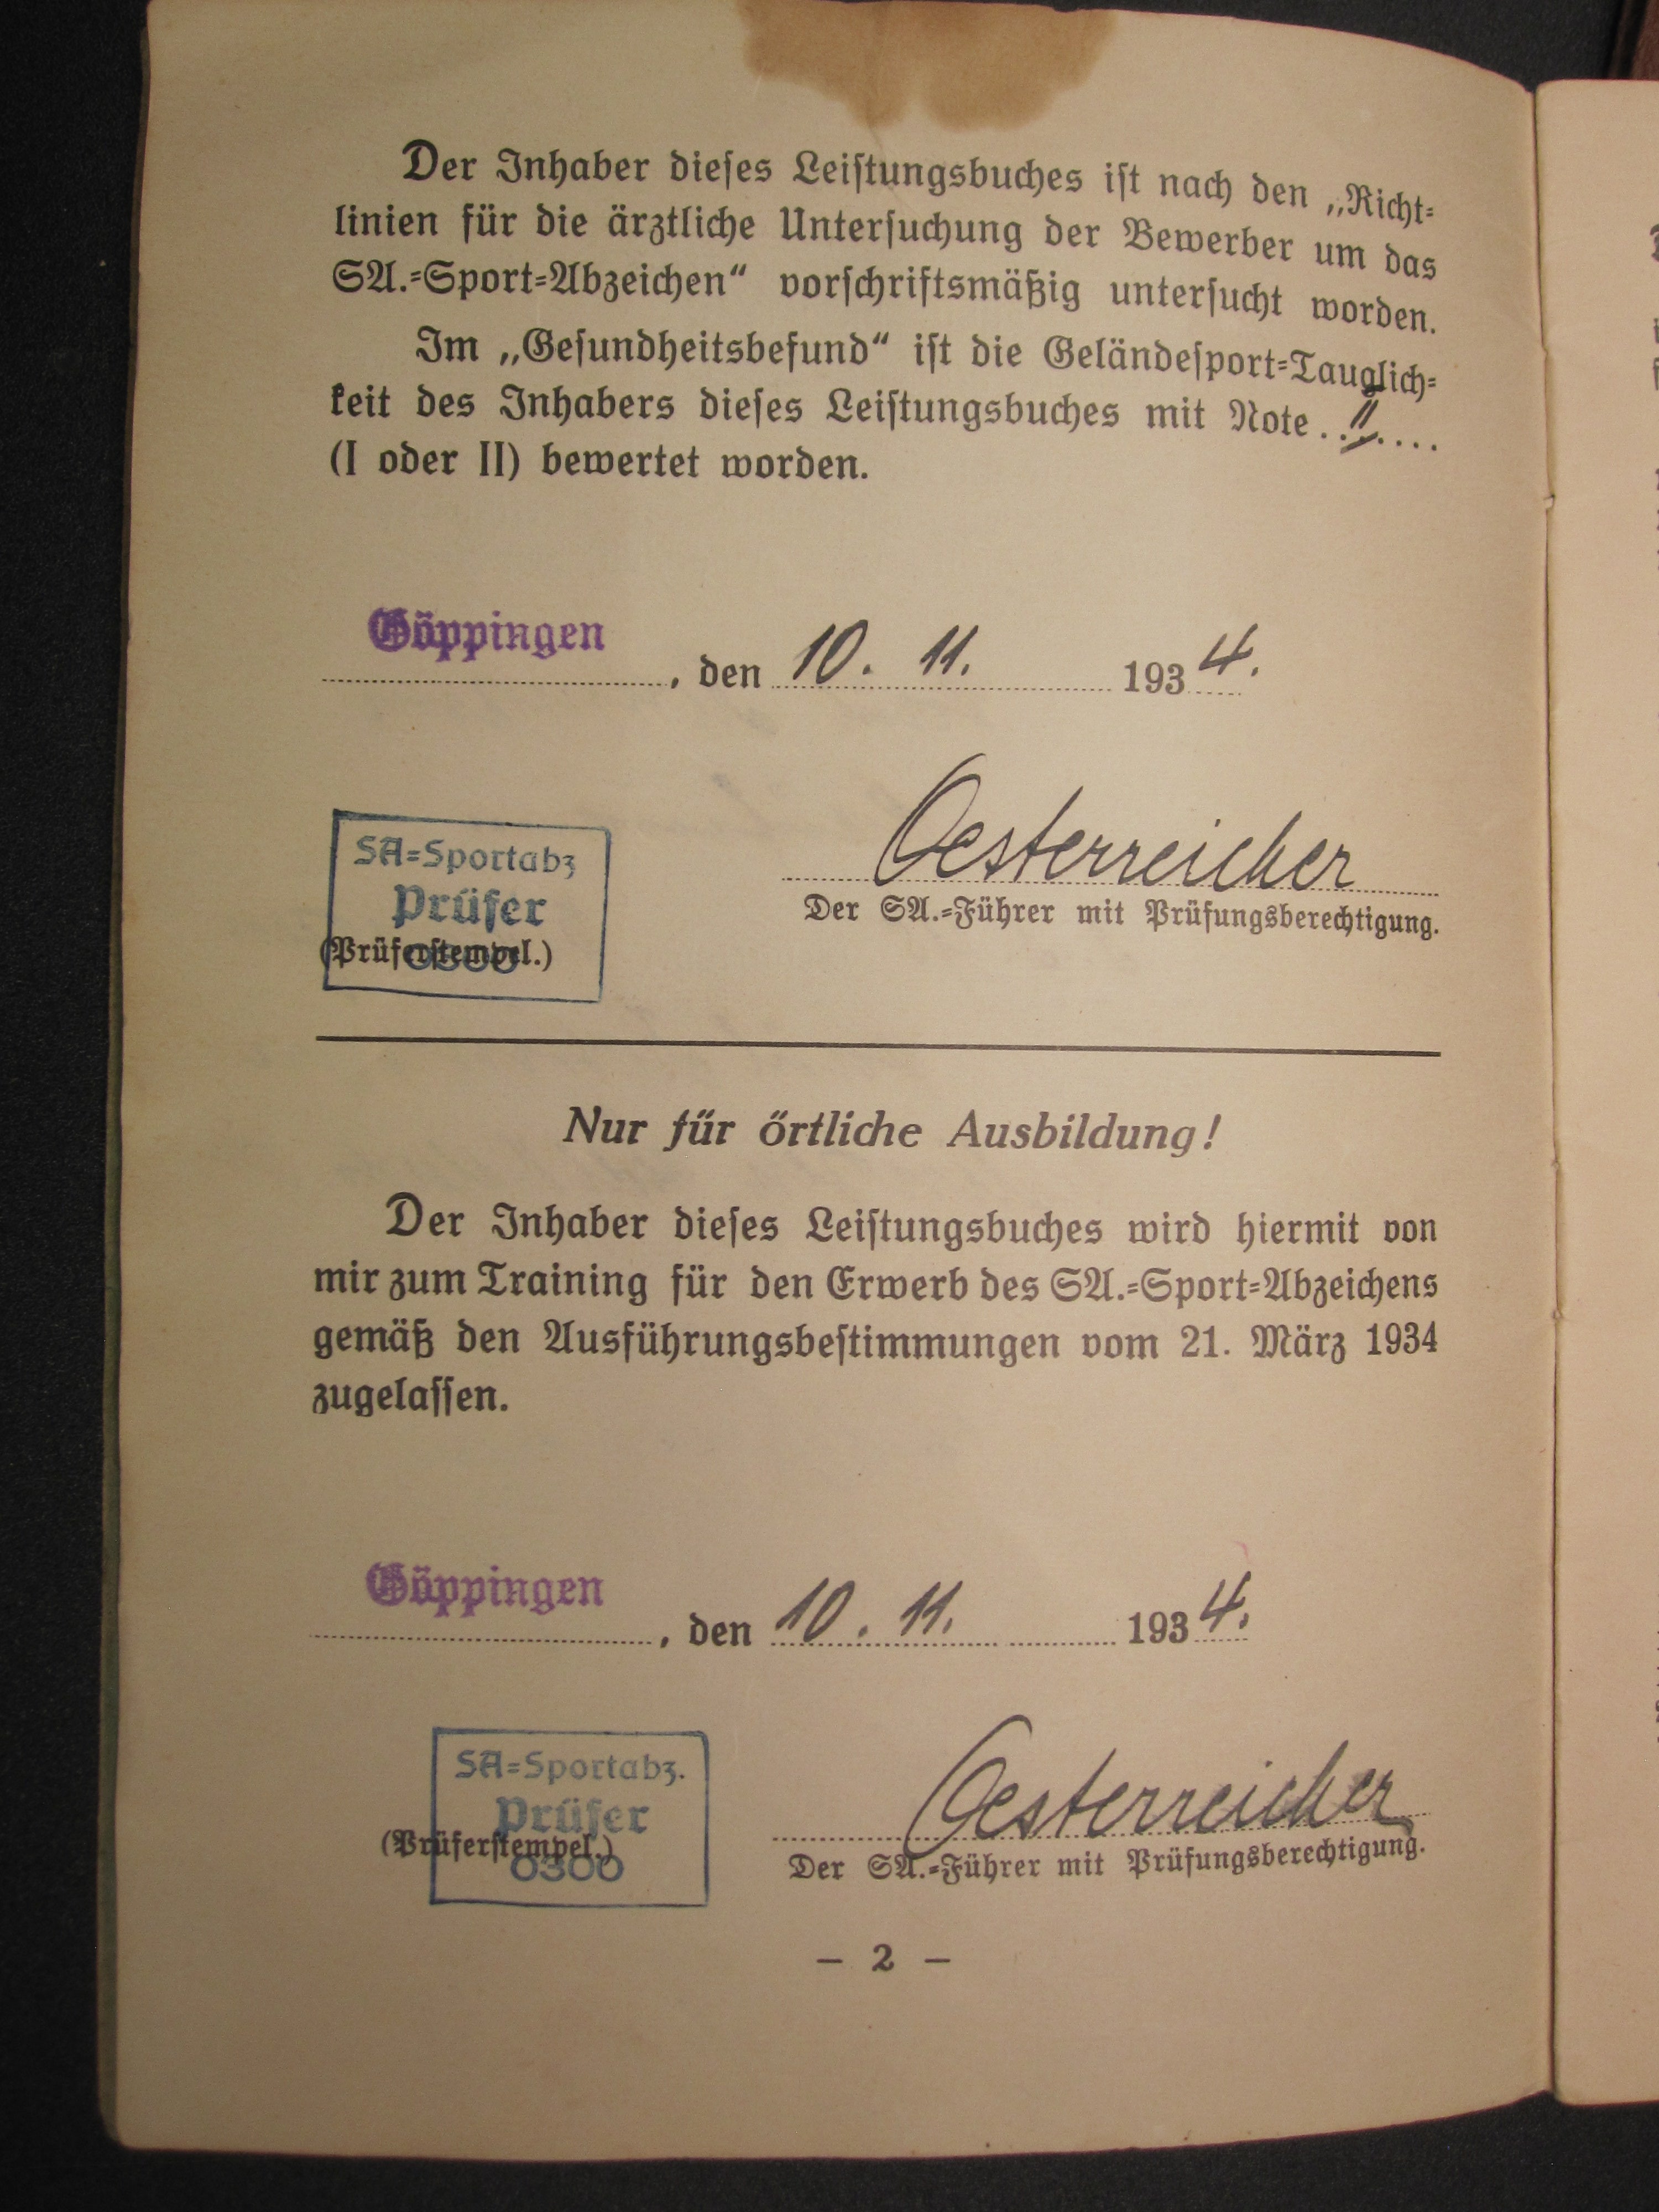 Der Inhaber dieses Leistungsbuches ist nach den „Richt-
linien für die ärztliche Untersuchung der Bewerber um das
SA.-Sport-Abzeichen“ vorschriftsmäßig untersucht worden.
Im „Gesundheitsbefund“ ist die Geländesport-Tauglich-
keit des Inhabers dieses Leistungsbuches mit Note ..II....
(I oder II) bewertet worden.
Göppingen, den 10. 11. 1934.
SA-Sportabz
Prüfer
0300
(Prüferstempel.)
Oesterreicher
Der SA.-Führer mit Prüfungsberechtigung.
Nur für örtliche Ausbildung!
Der Inhaber dieses Leistungsbuches wird hiermit von
mir zum Training für den Erwerb des SA.-Sport-Abzeichens
gemäß den Ausführungsbestimmungen vom 21. März 1934
zugelassen.
Göppingen, den 10. 11. 1934.
SA-Sportabz.
Prüfer
(Prüferstempel.)
0300
Oesterreicher
Der SA.-Führer mit Prüfungsberechtigung.
— 2 —